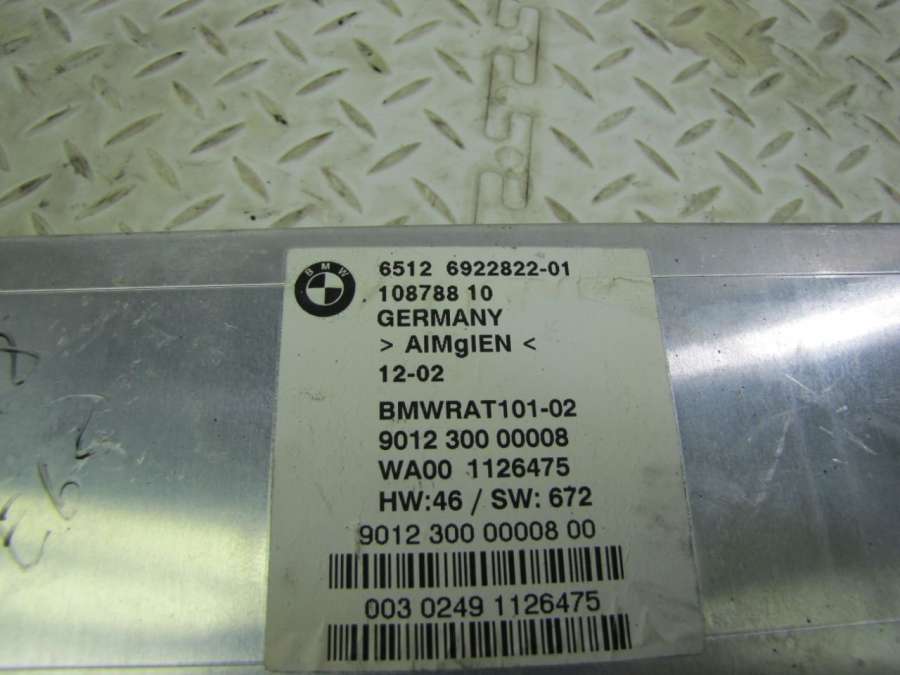 BMW
6512 6922822-01
108788 10
GERMANY
> AlMgIEN <
12-02
BMWRAT101-02
9012 300 00008
WA00 1126475
HW:46 / SW: 672
9012 300 00008 00
003 0249 1126475